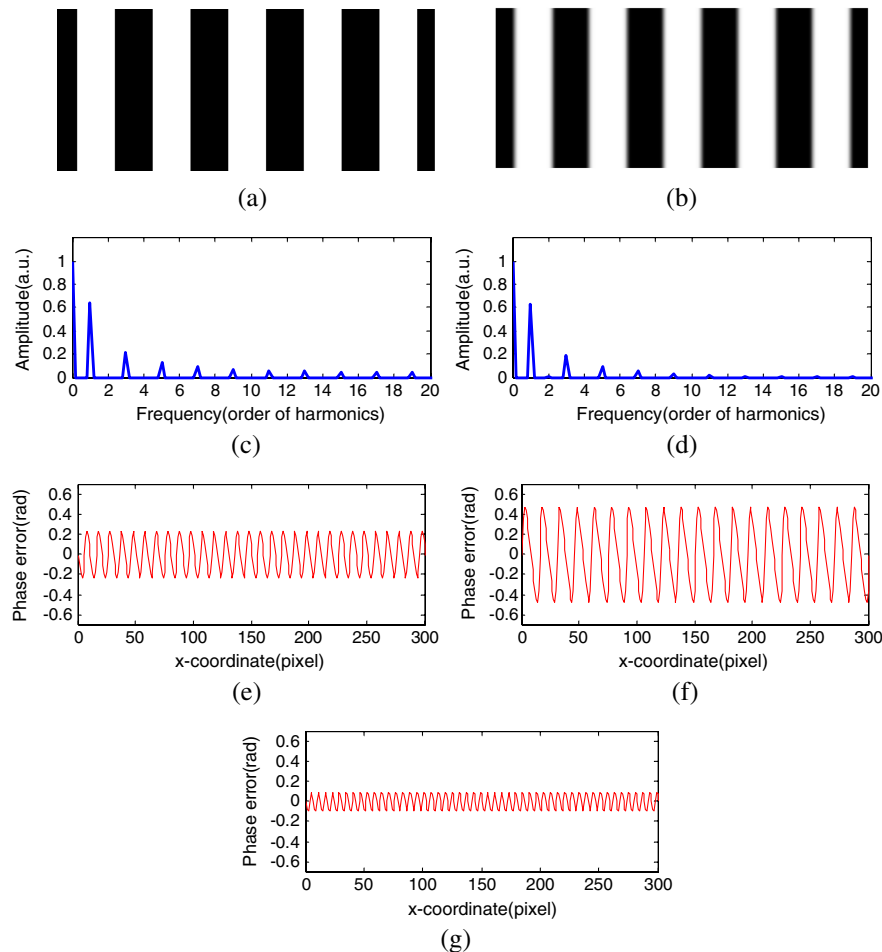 (a)
(b)
Amplitude(a.u.)
1
0.8
0.6
0.4
0.2
0
0 2 4 6 8 10 12 14 16 18 20
Frequency(order of harmonics)
(c)
Amplitude(a.u.)
1
0.8
0.6
0.4
0.2
0
0 2 4 6 8 10 12 14 16 18 20
Frequency(order of harmonics)
(d)
Phase error(rad)
0.6
0.4
0.2
0
-0.2
-0.4
-0.6
0 50 100 150 200 250 300
x-coordinate(pixel)
(e)
Phase error(rad)
0.6
0.4
0.2
0
-0.2
-0.4
-0.6
0 50 100 150 200 250 300
x-coordinate(pixel)
(f)
Phase error(rad)
0.6
0.4
0.2
0
-0.2
-0.4
-0.6
0 50 100 150 200 250 300
x-coordinate(pixel)
(g)